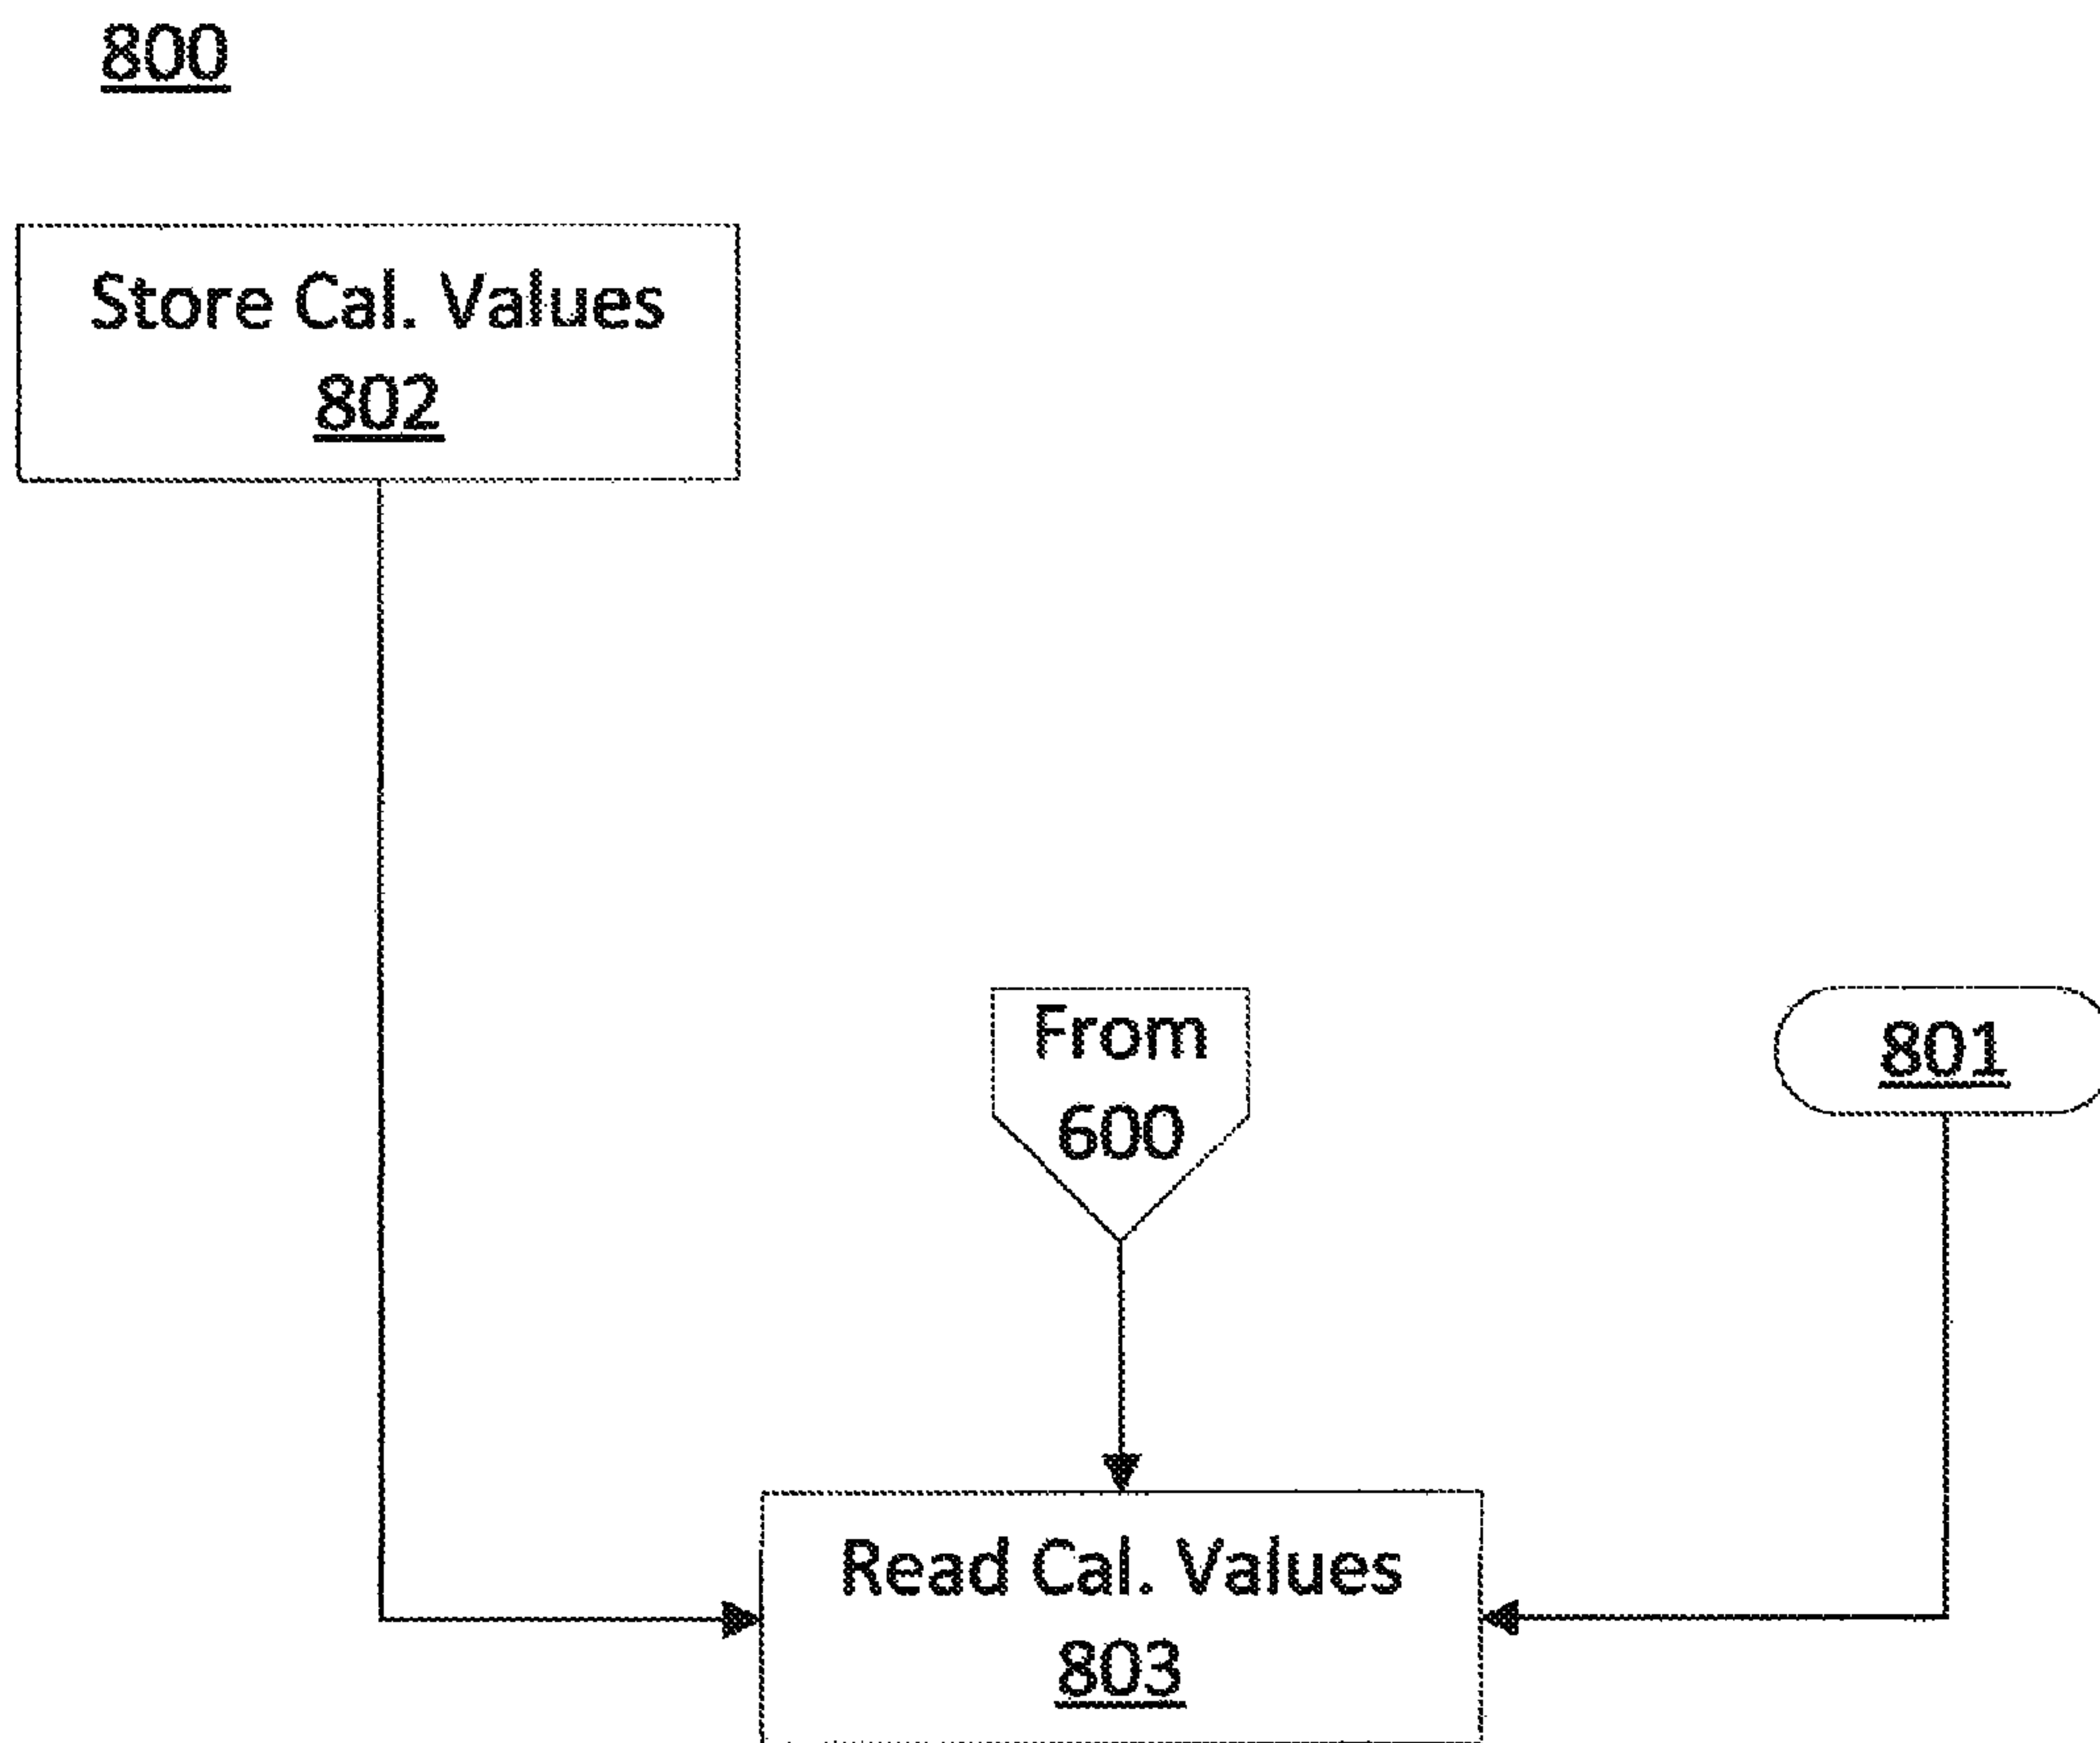 800
Store Cal. Values
802
From
600
801
Read Cal. Values
803